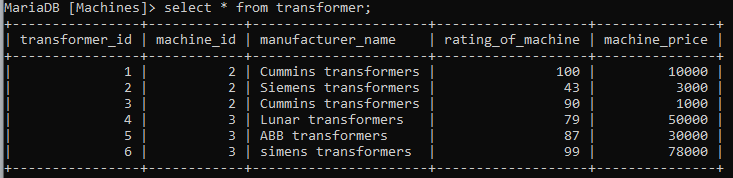 MariaDB [Machines]> select * from transformer;
+----------------+------------+----------------------+-------------------+---------------+
| transformer_id | machine_id | manufacturer_name    | rating_of_machine | machine_price |
+----------------+------------+----------------------+-------------------+---------------+
|              1 |          2 | Cummins transformers |               100 |         10000 |
|              2 |          2 | Siemens transformers |                43 |          3000 |
|              3 |          2 | Cummins transformers |                90 |          1000 |
|              4 |          3 | Lunar transformers   |                79 |         50000 |
|              5 |          3 | ABB transformers     |                87 |         30000 |
|              6 |          3 | simens transformers  |                99 |         78000 |
+----------------+------------+----------------------+-------------------+---------------+